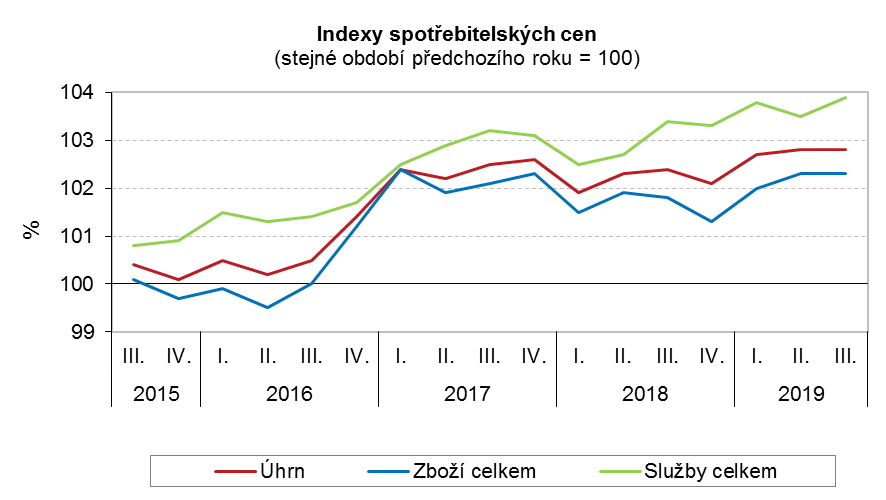 Indexy spotřebitelských cen
(stejné období předchozího roku = 100)
104
103
102
101
100
99
%
III. IV. I. II. III. IV. I. II. III. IV. I. II. III. IV. I. II. III.
2015 2016 2017 2018 2019
Úhrn Zboží celkem Služby celkem